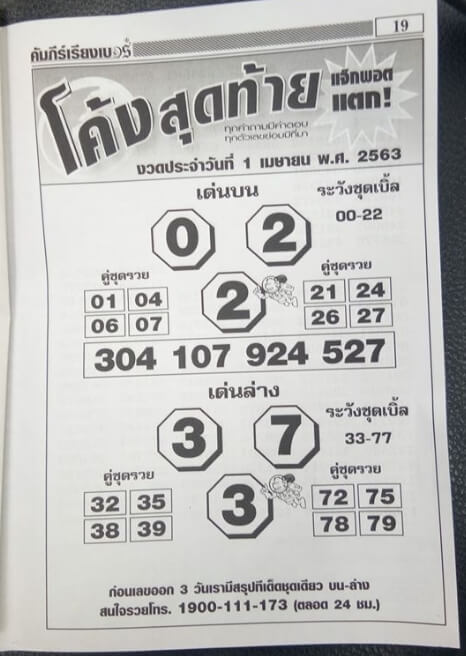 19
คัมภีร์เรียงเบอร์
โค้งสุดท้าย
แจ็กพอต
แตก!
ทุกคำถามมีคำตอบ
ทุกตัวเลขย่อมมีที่มา
งวดประจำวันที่ 1 เมษายน พ.ศ. 2563
เด่นบน
ระวังชุดเบิ้ล
00-22
0 2
คู่ชุดรวย
01 04
06 07
2
คู่ชุดรวย
21 24
26 27
304 107 924 527
เด่นล่าง
ระวังชุดเบิ้ล
33-77
3 7
คู่ชุดรวย
32 35
38 39
3
คู่ชุดรวย
72 75
78 79
ก่อนเลขออก 3 วันเรามีสรุปทีเด็ดชุดเดียว บน-ล่าง
สนใจรวยโทร. 1900-111-173 (ตลอด 24 ชม.)